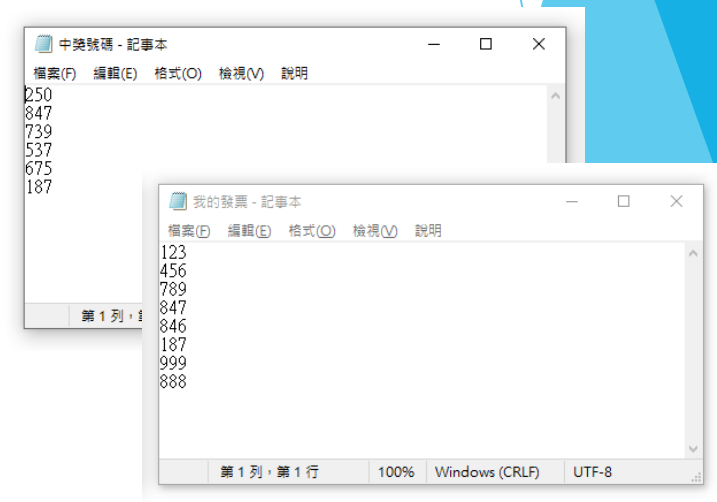 中獎號碼 - 記事本
檔案(F) 編輯(E) 格式(O) 檢視(V) 說明
250
847
739
537
675
187
第 1 列，
我的發票 - 記事本
檔案(F) 編輯(E) 格式(O) 檢視(V) 說明
123
456
789
847
846
187
999
888
第 1 列，第 1 行 100% Windows (CRLF) UTF-8